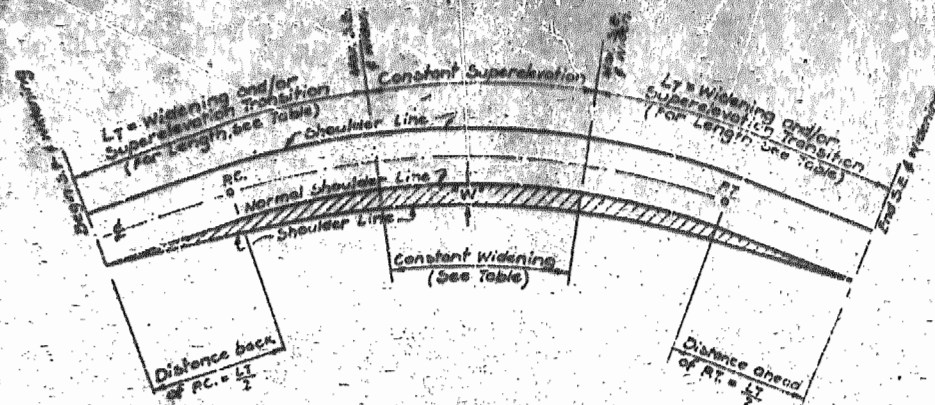 Constant Superelevation
LT = Widening and/or
Superelevation Transition
(For Length, see Table)
LT = Widening and/or
Superelevation Transition
(For Length, See Table)
Shoulder Line
P.C.
P.T.
Normal Shoulder Line
"W"
℄
Shoulder Line
Constant Widening
(See Table)
End S.E. & Widening
Distance back
of P.C. = LT/2
Distance ahead
of P.T. = LT/2